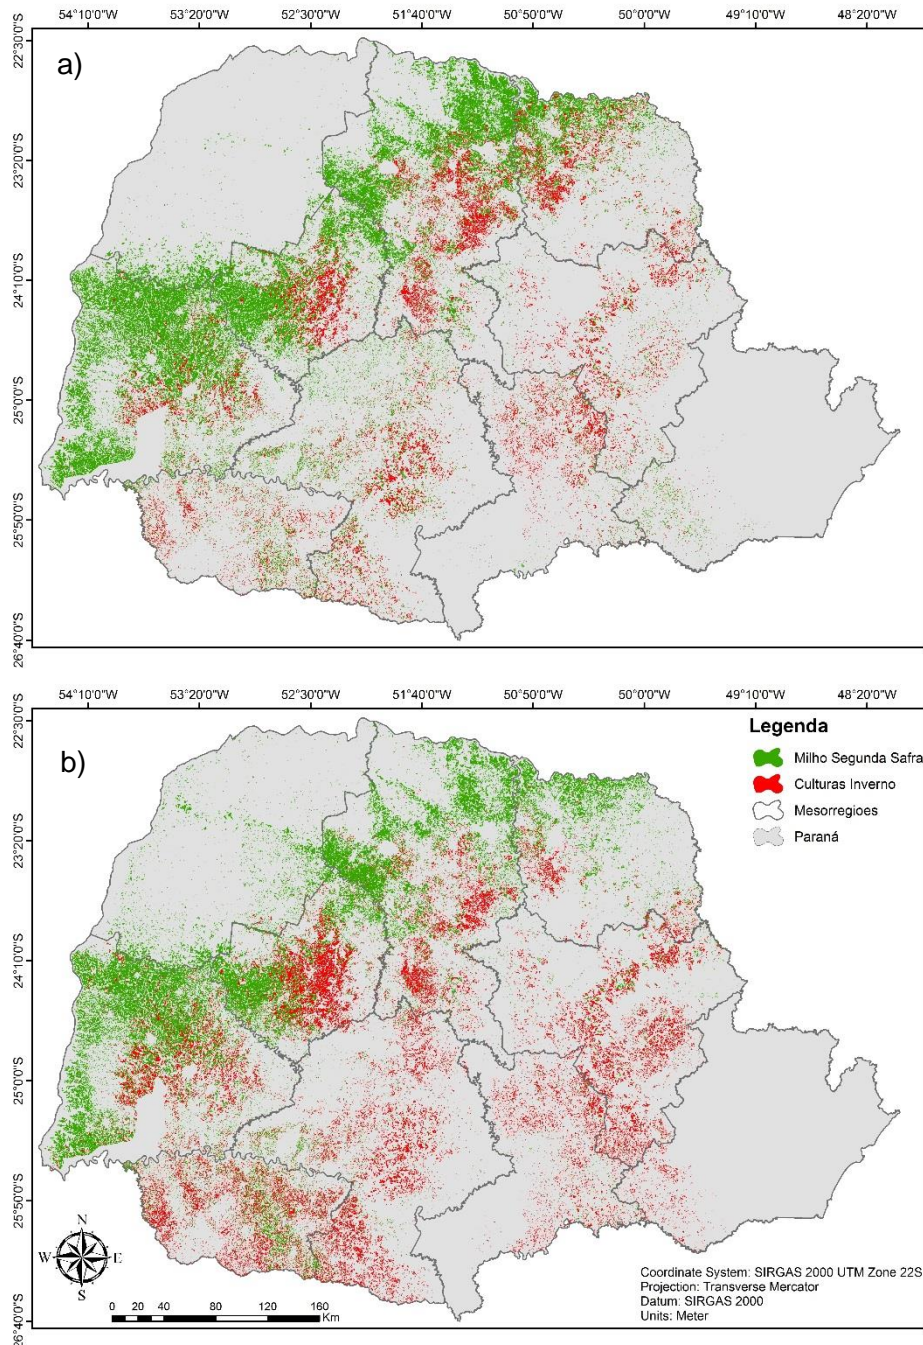 54°10'0"W 53°20'0"W 52°30'0"W 51°40'0"W 50°50'0"W 50°0'0"W 49°10'0"W 48°20'0"W
a)
22°30'0"S
23°20'0"S
24°10'0"S
25°0'0"S
25°50'0"S
26°40'0"S
54°10'0"W 53°20'0"W 52°30'0"W 51°40'0"W 50°50'0"W 50°0'0"W 49°10'0"W 48°20'0"W
b)
22°30'0"S
23°20'0"S
24°10'0"S
25°0'0"S
25°50'0"S
26°40'0"S
Legenda
Milho Segunda Safra
Culturas Inverno
Mesorregioes
Paraná
N
W E
S
0 20 40 80 120 160
Km
Coordinate System: SIRGAS 2000 UTM Zone 22S
Projection: Transverse Mercator
Datum: SIRGAS 2000
Units: Meter